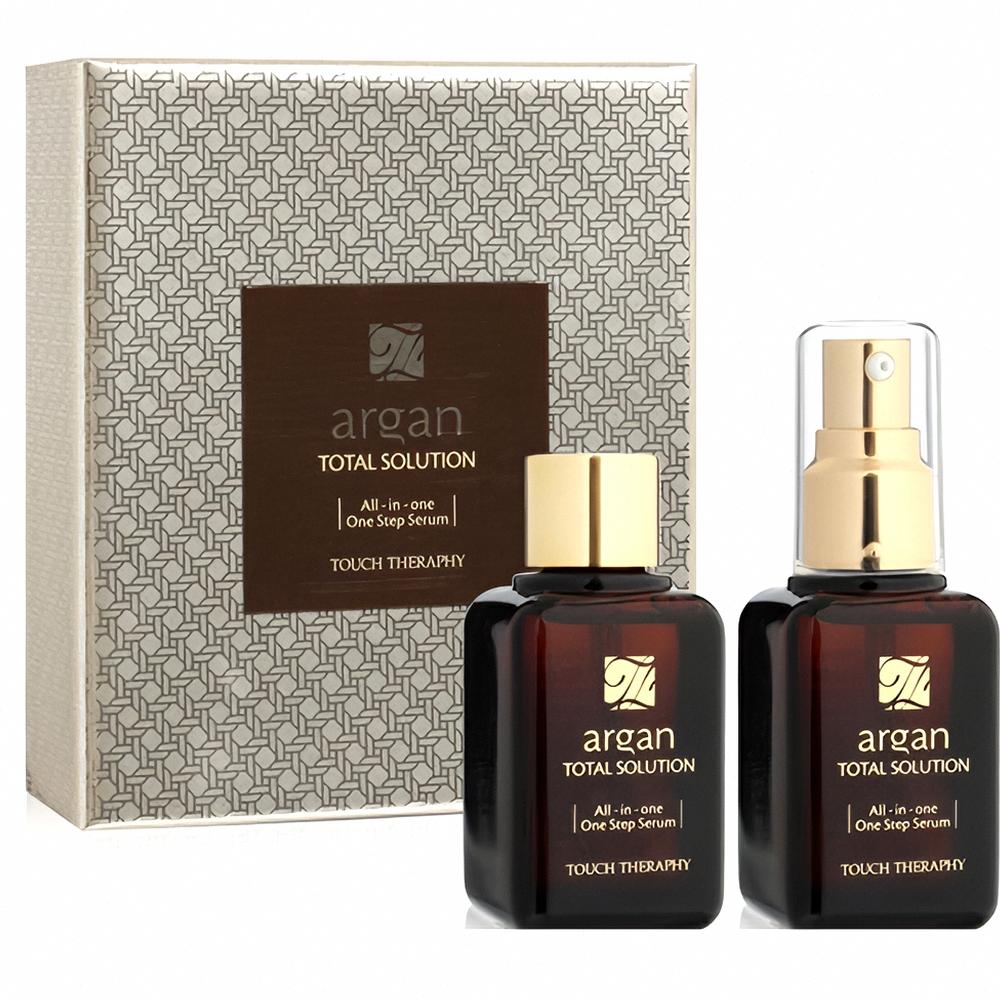 argan
TOTAL SOLUTION
All-in-one
One Step Serum
TOUCH THERAPHY
argan
TOTAL SOLUTION
All-in-one
One Step Serum
TOUCH THERAPHY
argan
TOTAL SOLUTION
All-in-one
One Step Serum
TOUCH THERAPHY